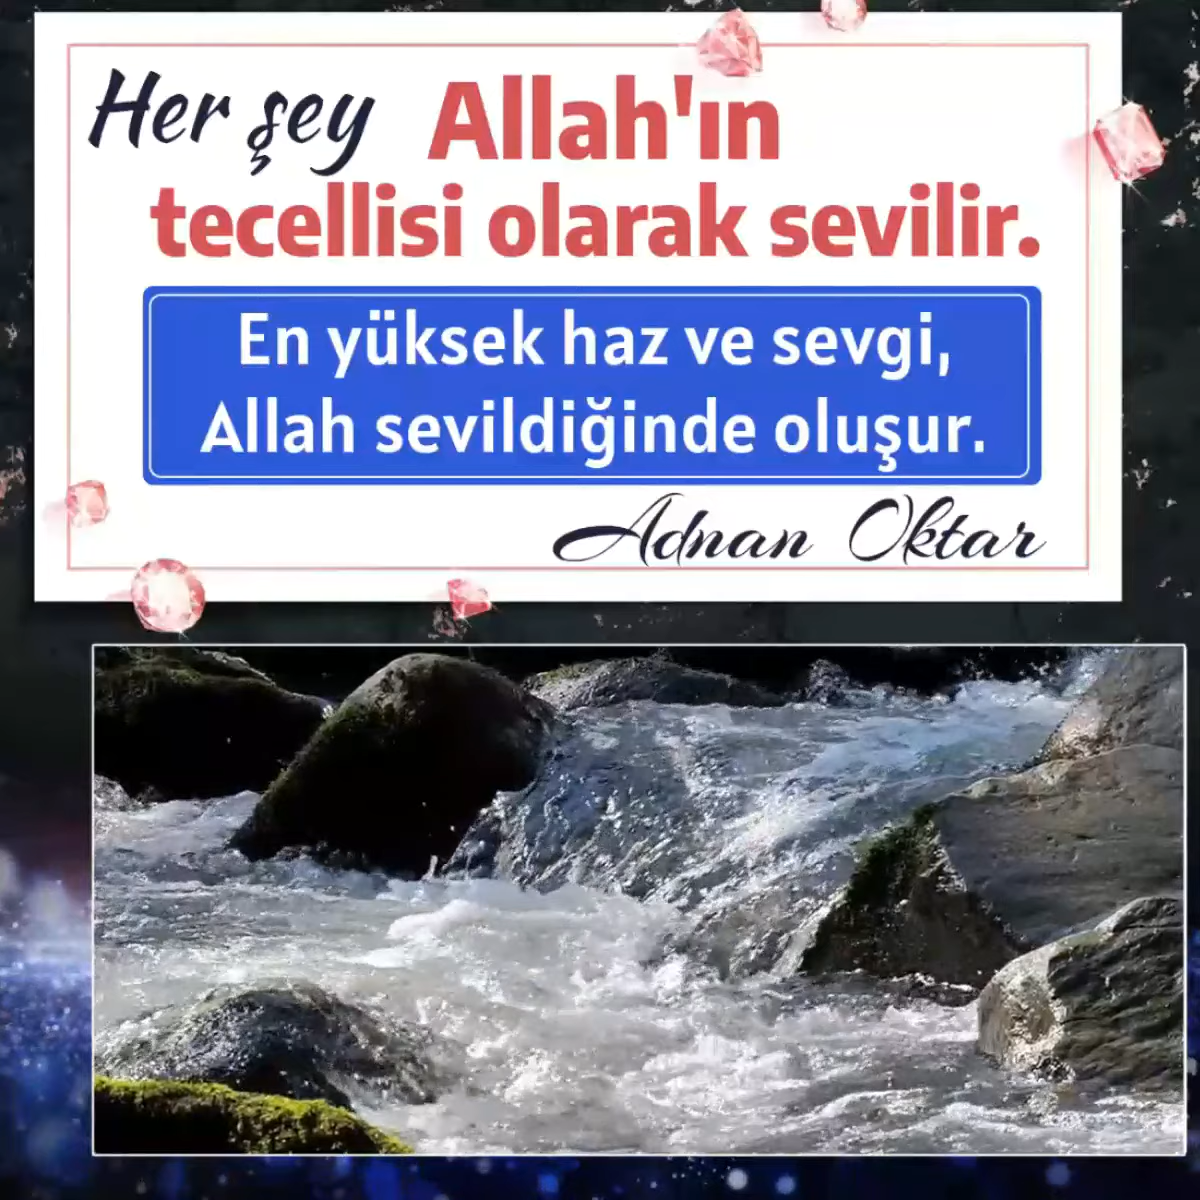 Her şey Allah'ın
tecellisi olarak sevilir.
En yüksek haz ve sevgi,
Allah sevildiğinde oluşur.
Adnan Oktar